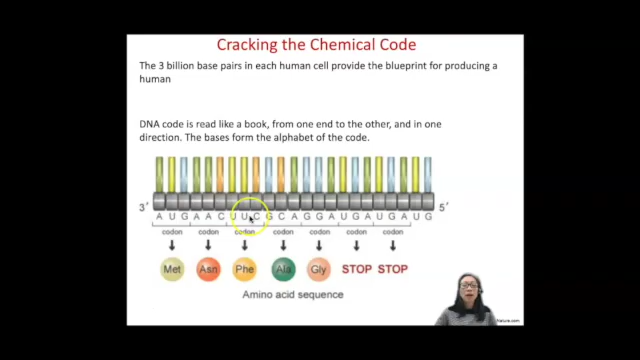 Cracking the Chemical Code
The 3 billion base pairs in each human cell provide the blueprint for producing a
human
DNA code is read like a book, from one end to the other, and in one
direction. The bases form the alphabet of the code.
3' A U G A A C U U C G C A G G A U G A U G A U G 5'
codon codon codon codon codon codon codon
Met Asn Phe Ala Gly STOP STOP
Amino acid sequence
Nature.com